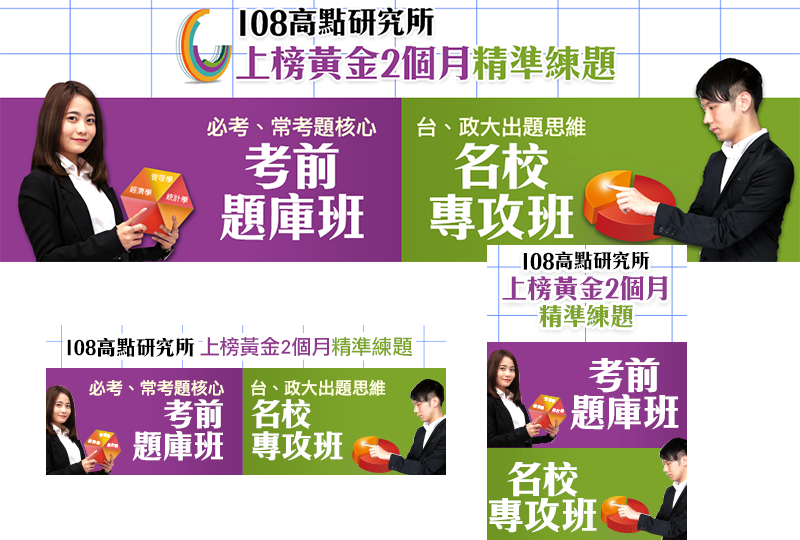 108高點研究所
上榜黃金2個月精準練題
必考、常考題核心
考前
題庫班
管理學
經濟學
統計學
台、政大出題思維
名校
專攻班
108高點研究所
上榜黃金2個月
精準練題
考前
題庫班
名校
專攻班
108高點研究所 上榜黃金2個月精準練題
必考、常考題核心
考前
題庫班
台、政大出題思維
名校
專攻班